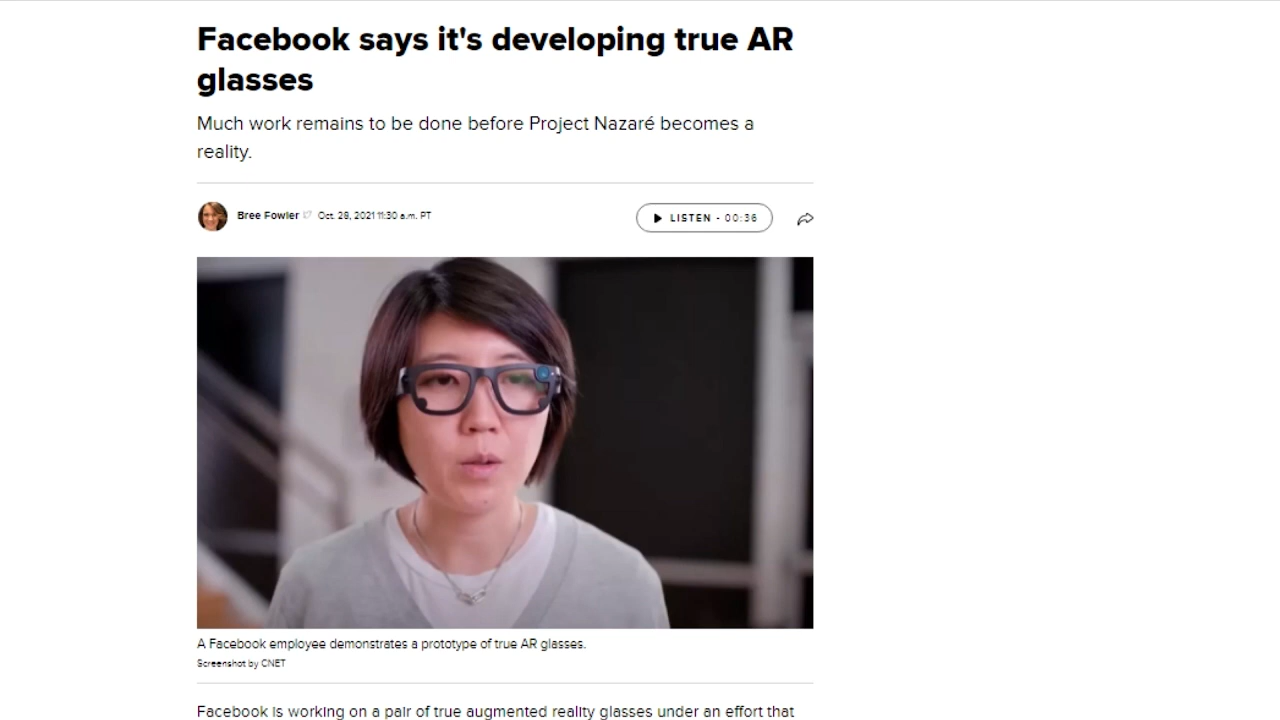 Facebook says it's developing true AR
glasses
Much work remains to be done before Project Nazaré becomes a
reality.
Bree Fowler Oct. 28, 2021 11:30 a.m. PT
LISTEN - 00:36
A Facebook employee demonstrates a prototype of true AR glasses.
Screenshot by CNET
Facebook is working on a pair of true augmented reality glasses under an effort that